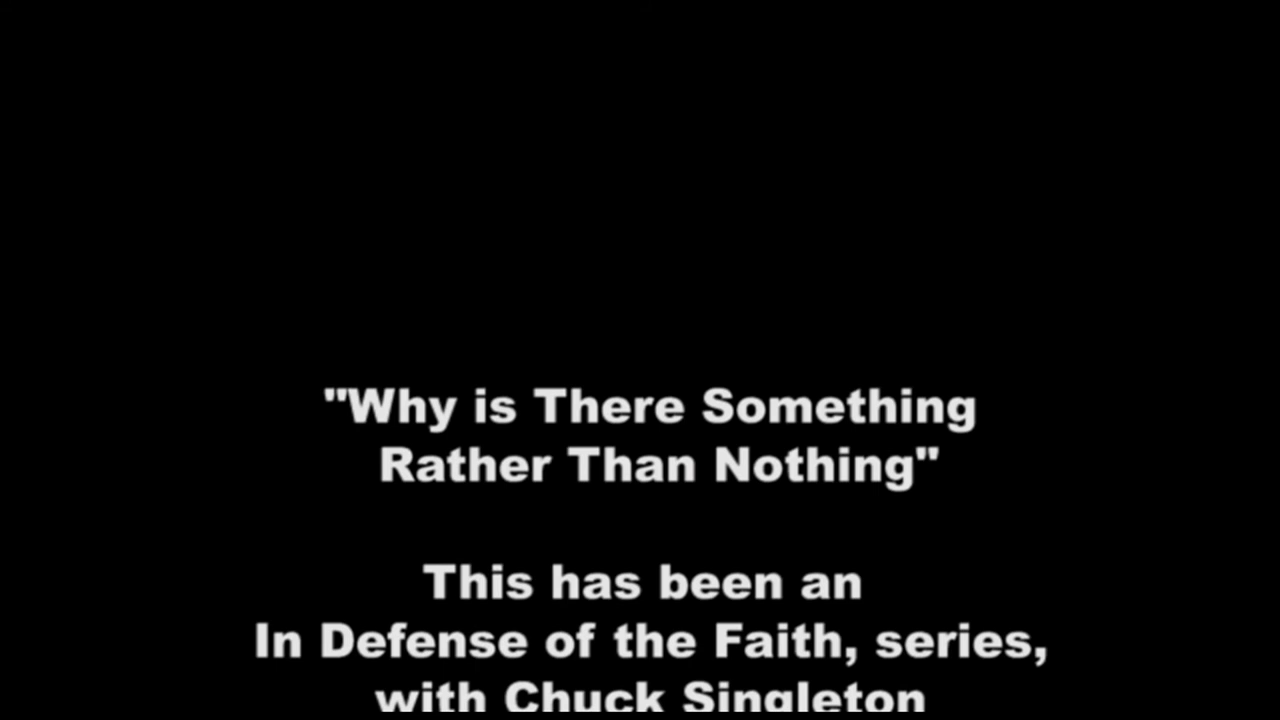 "Why is There Something
Rather Than Nothing"
This has been an
In Defense of the Faith, series,
with Chuck Singleton